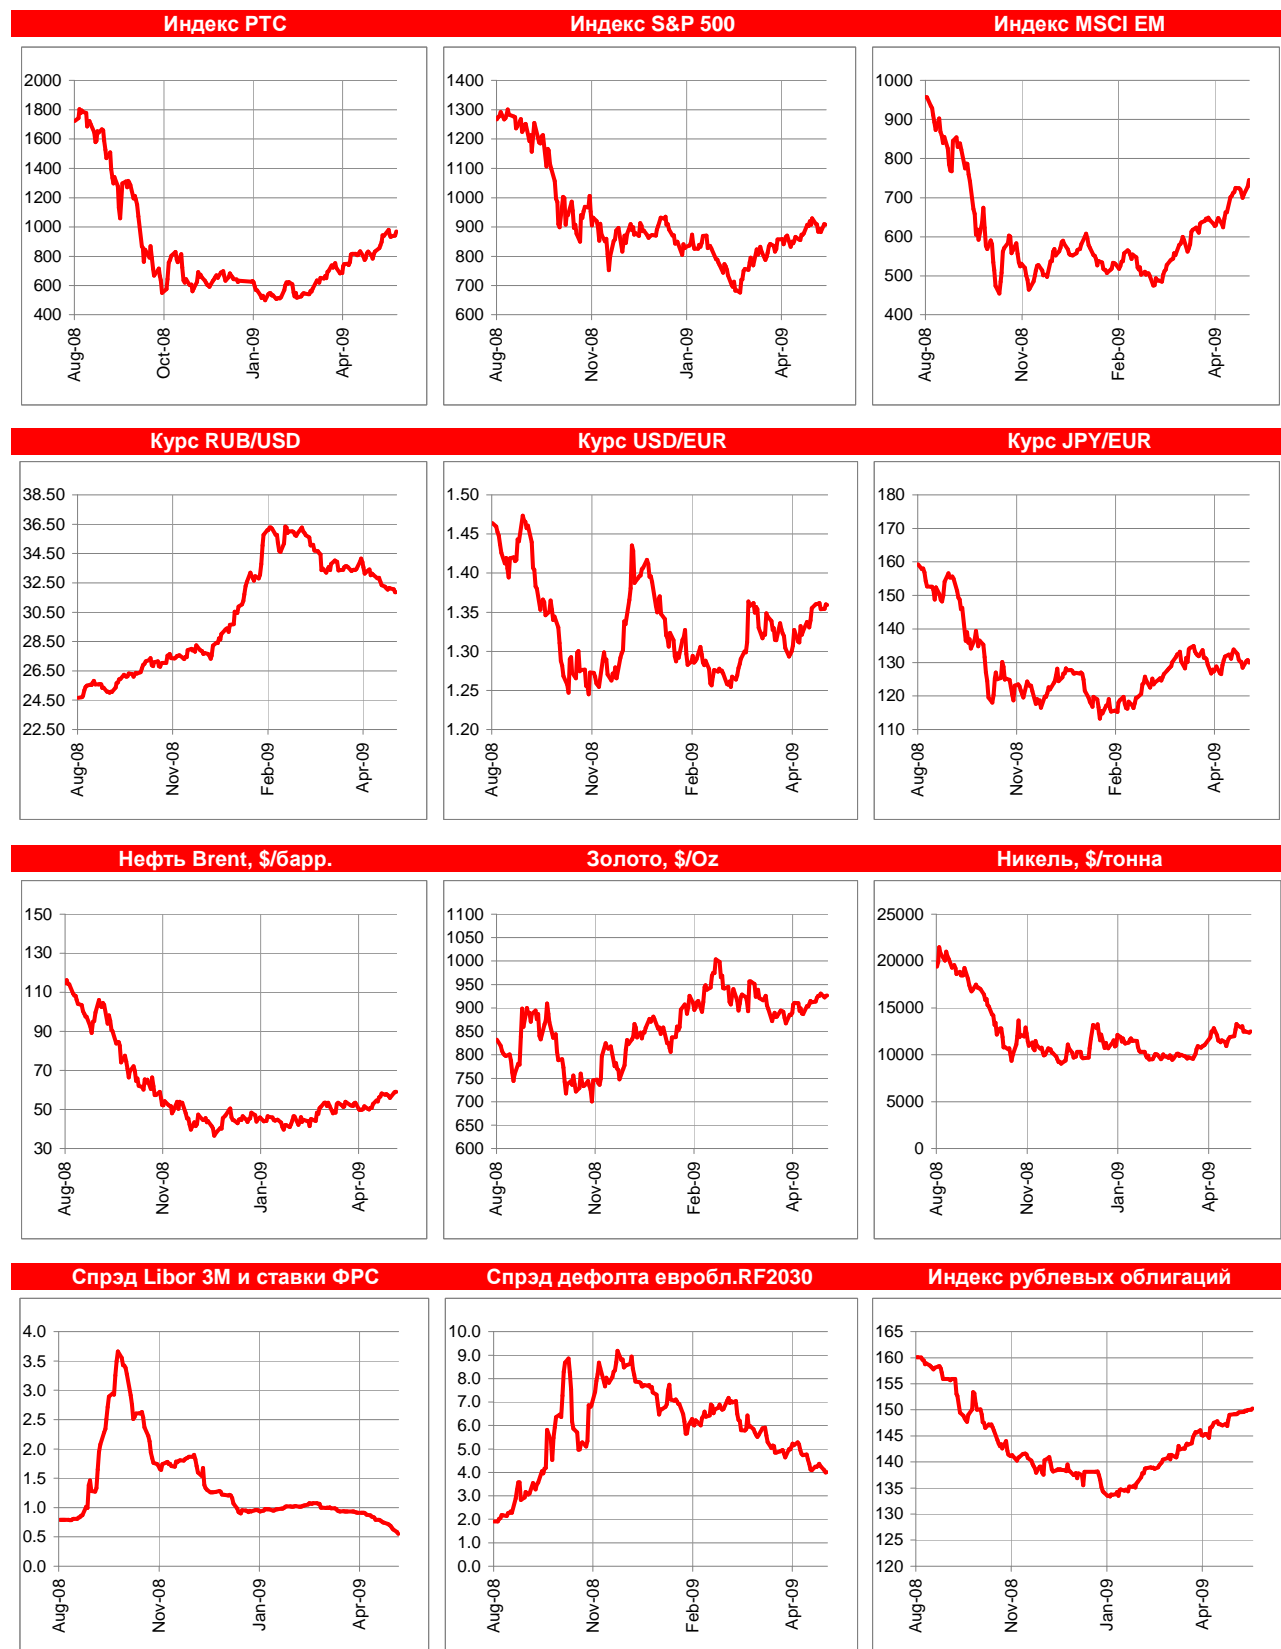 Индекс РТС
Индекс S&P 500
Индекс MSCI EM
2000
1800
1600
1400
1200
1000
800
600
400
Aug-08
Oct-08
Jan-09
Apr-09
1400
1300
1200
1100
1000
900
800
700
600
Aug-08
Nov-08
Jan-09
Apr-09
1000
900
800
700
600
500
400
Aug-08
Nov-08
Feb-09
Apr-09
Курс RUB/USD
Курс USD/EUR
Курс JPY/EUR
38.50
36.50
34.50
32.50
30.50
28.50
26.50
24.50
22.50
Aug-08
Nov-08
Feb-09
Apr-09
1.50
1.45
1.40
1.35
1.30
1.25
1.20
Aug-08
Nov-08
Feb-09
Apr-09
180
170
160
150
140
130
120
110
Aug-08
Nov-08
Feb-09
Apr-09
Нефть Brent, $/барр.
Золото, $/Oz
Никель, $/тонна
150
130
110
90
70
50
30
Aug-08
Nov-08
Jan-09
Apr-09
1100
1050
1000
950
900
850
800
750
700
650
600
Aug-08
Nov-08
Feb-09
Apr-09
25000
20000
15000
10000
5000
0
Aug-08
Nov-08
Jan-09
Apr-09
Спрэд Libor 3M и ставки ФРС
Спрэд дефолта евробл.RF2030
Индекс рублевых облигаций
4.0
3.5
3.0
2.5
2.0
1.5
1.0
0.5
0.0
Aug-08
Nov-08
Jan-09
Apr-09
10.0
9.0
8.0
7.0
6.0
5.0
4.0
3.0
2.0
1.0
0.0
Aug-08
Nov-08
Feb-09
Apr-09
165
160
155
150
145
140
135
130
125
120
Aug-08
Nov-08
Jan-09
Apr-09